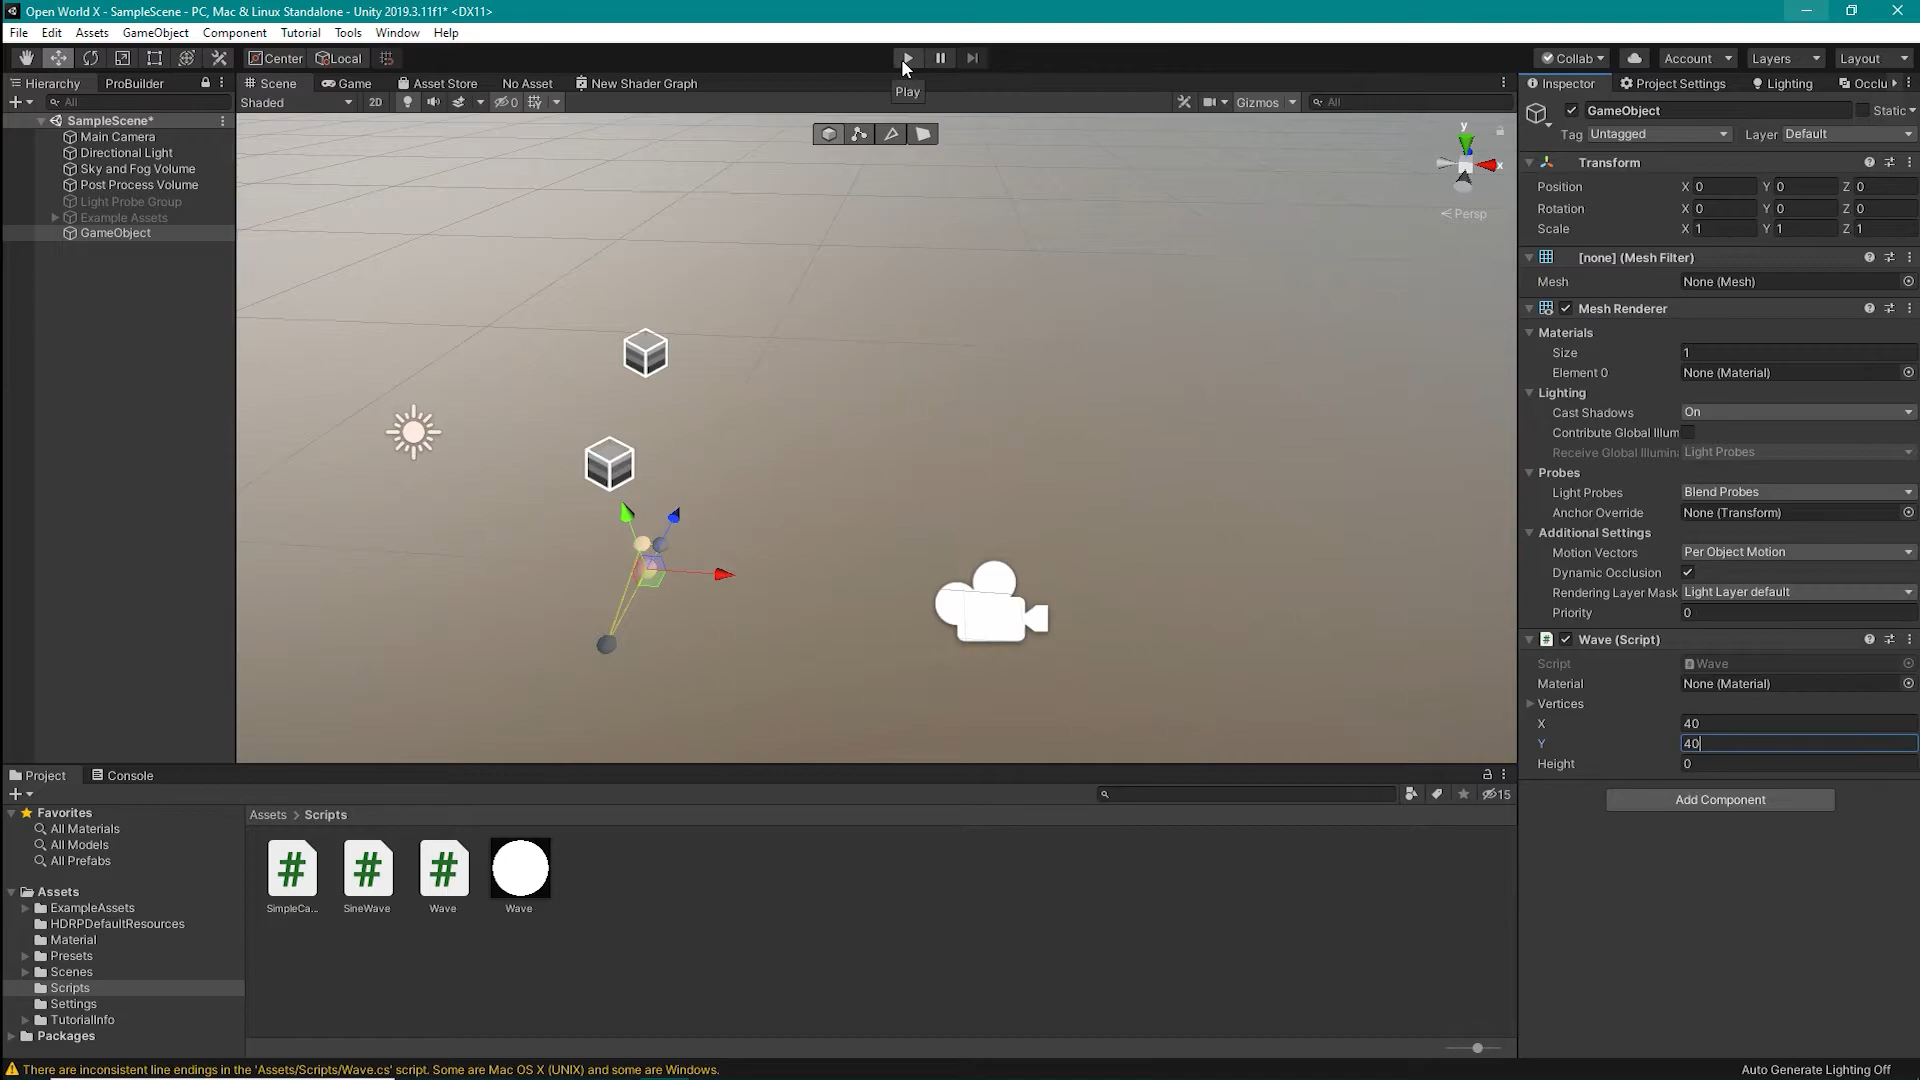 Open World X - SampleScene - PC, Mac & Linux Standalone - Unity 2019.3.11f1* <DX11>
File Edit Assets GameObject Component Tutorial Tools Window Help
Center Local Collab Account Layers Layout
Hierarchy ProBuilder
All
SampleScene*
Main Camera
Directional Light
Sky and Fog Volume
Post Process Volume
Light Probe Group
Example Assets
GameObject
Scene Game Asset Store No Asset New Shader Graph
Shaded 2D 0 Gizmos All
Play
y
x
Persp
Inspector Project Settings Lighting Occlu
GameObject Static
Tag Untagged Layer Default
Transform
Position X 0 Y 0 Z 0
Rotation X 0 Y 0 Z 0
Scale X 1 Y 1 Z 1
[none] (Mesh Filter)
Mesh None (Mesh)
Mesh Renderer
Materials
Size 1
Element 0 None (Material)
Lighting
Cast Shadows On
Contribute Global Illum
Receive Global Illumina Light Probes
Probes
Light Probes Blend Probes
Anchor Override None (Transform)
Additional Settings
Motion Vectors Per Object Motion
Dynamic Occlusion
Rendering Layer Mask Light Layer default
Priority 0
# Wave (Script)
Script Wave
Material None (Material)
Vertices
X 40
Y 40
Height 0
Add Component
Project Console
15
Favorites
All Materials
All Models
All Prefabs
Assets
ExampleAssets
HDRPDefaultResources
Material
Presets
Scenes
Scripts
Settings
TutorialInfo
Packages
Assets > Scripts
# # #
SimpleCa... SineWave Wave Wave
There are inconsistent line endings in the 'Assets/Scripts/Wave.cs' script. Some are Mac OS X (UNIX) and some are Windows.
Auto Generate Lighting Off